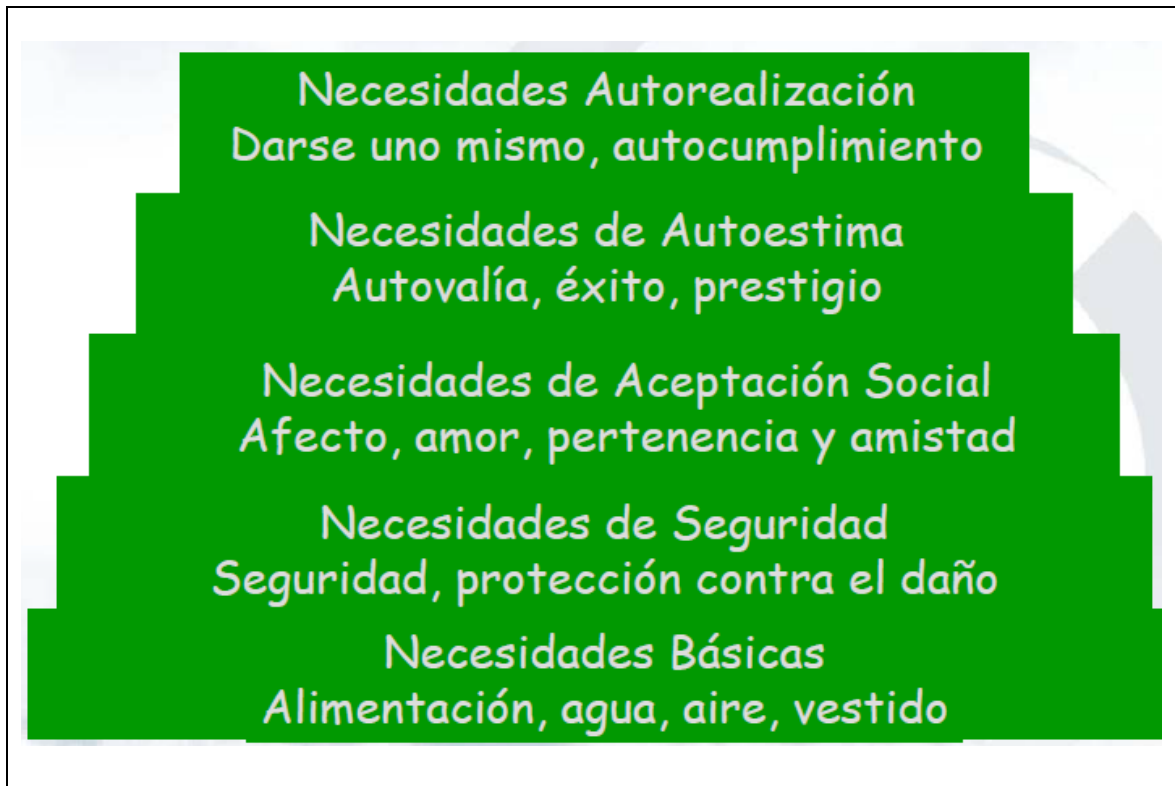 Necesidades Autorealización
Darse uno mismo, autocumplimiento
Necesidades de Autoestima
Autovalía, éxito, prestigio
Necesidades de Aceptación Social
Afecto, amor, pertenencia y amistad
Necesidades de Seguridad
Seguridad, protección contra el daño
Necesidades Básicas
Alimentación, agua, aire, vestido